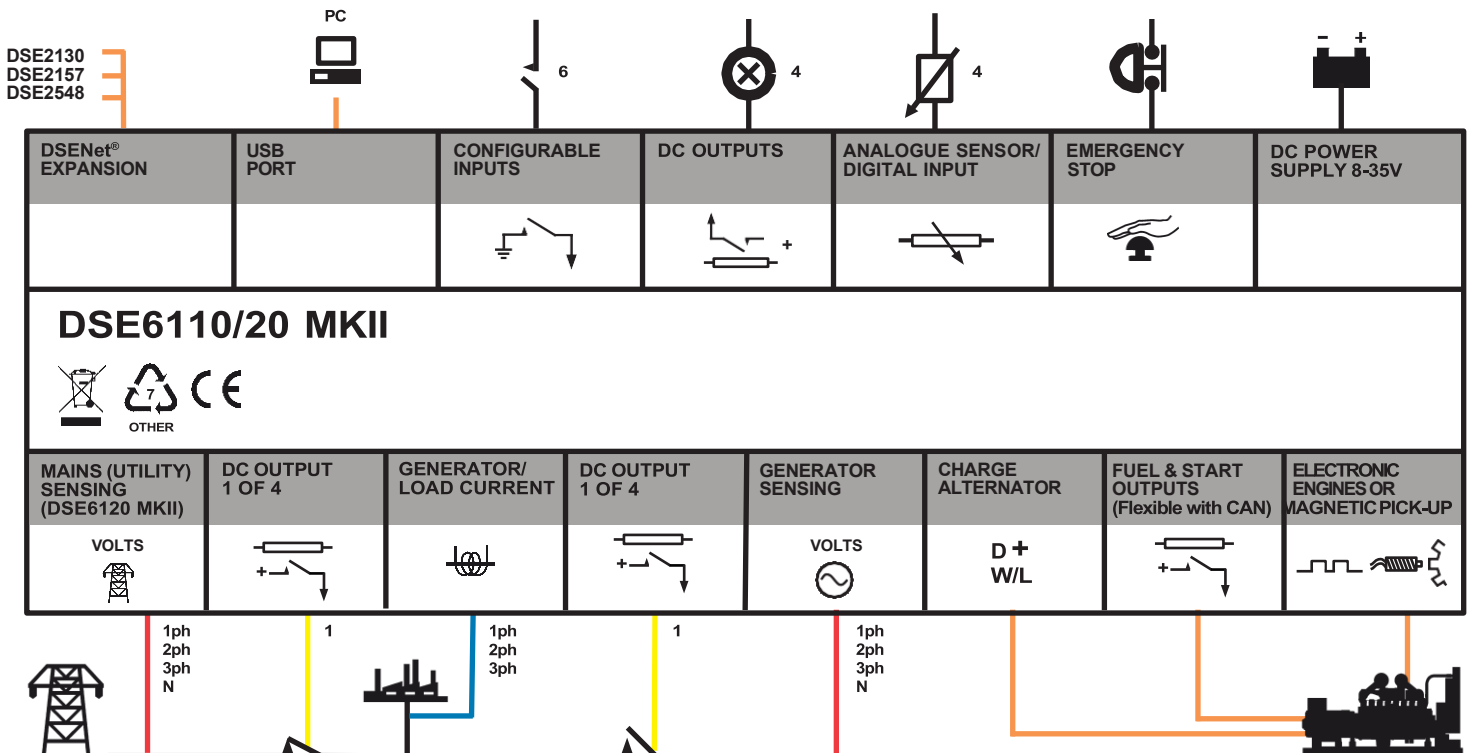 PC
DSE2130
DSE2157
DSE2548
6
4
4
- +
DSENet®
EXPANSION
USB
PORT
CONFIGURABLE
INPUTS
DC OUTPUTS
ANALOGUE SENSOR/
DIGITAL INPUT
EMERGENCY
STOP
DC POWER
SUPPLY 8-35V
+
DSE6110/20 MKII
7
OTHER
CE
MAINS (UTILITY)
SENSING
(DSE6120 MKII)
DC OUTPUT
1 OF 4
GENERATOR/
LOAD CURRENT
DC OUTPUT
1 OF 4
GENERATOR
SENSING
CHARGE
ALTERNATOR
FUEL & START
OUTPUTS
(Flexible with CAN)
ELECTRONIC
ENGINES OR
MAGNETIC PICK-UP
VOLTS
+
+
VOLTS
D+
W/L
+
1ph
2ph
3ph
N
1
1ph
2ph
3ph
1
1ph
2ph
3ph
N